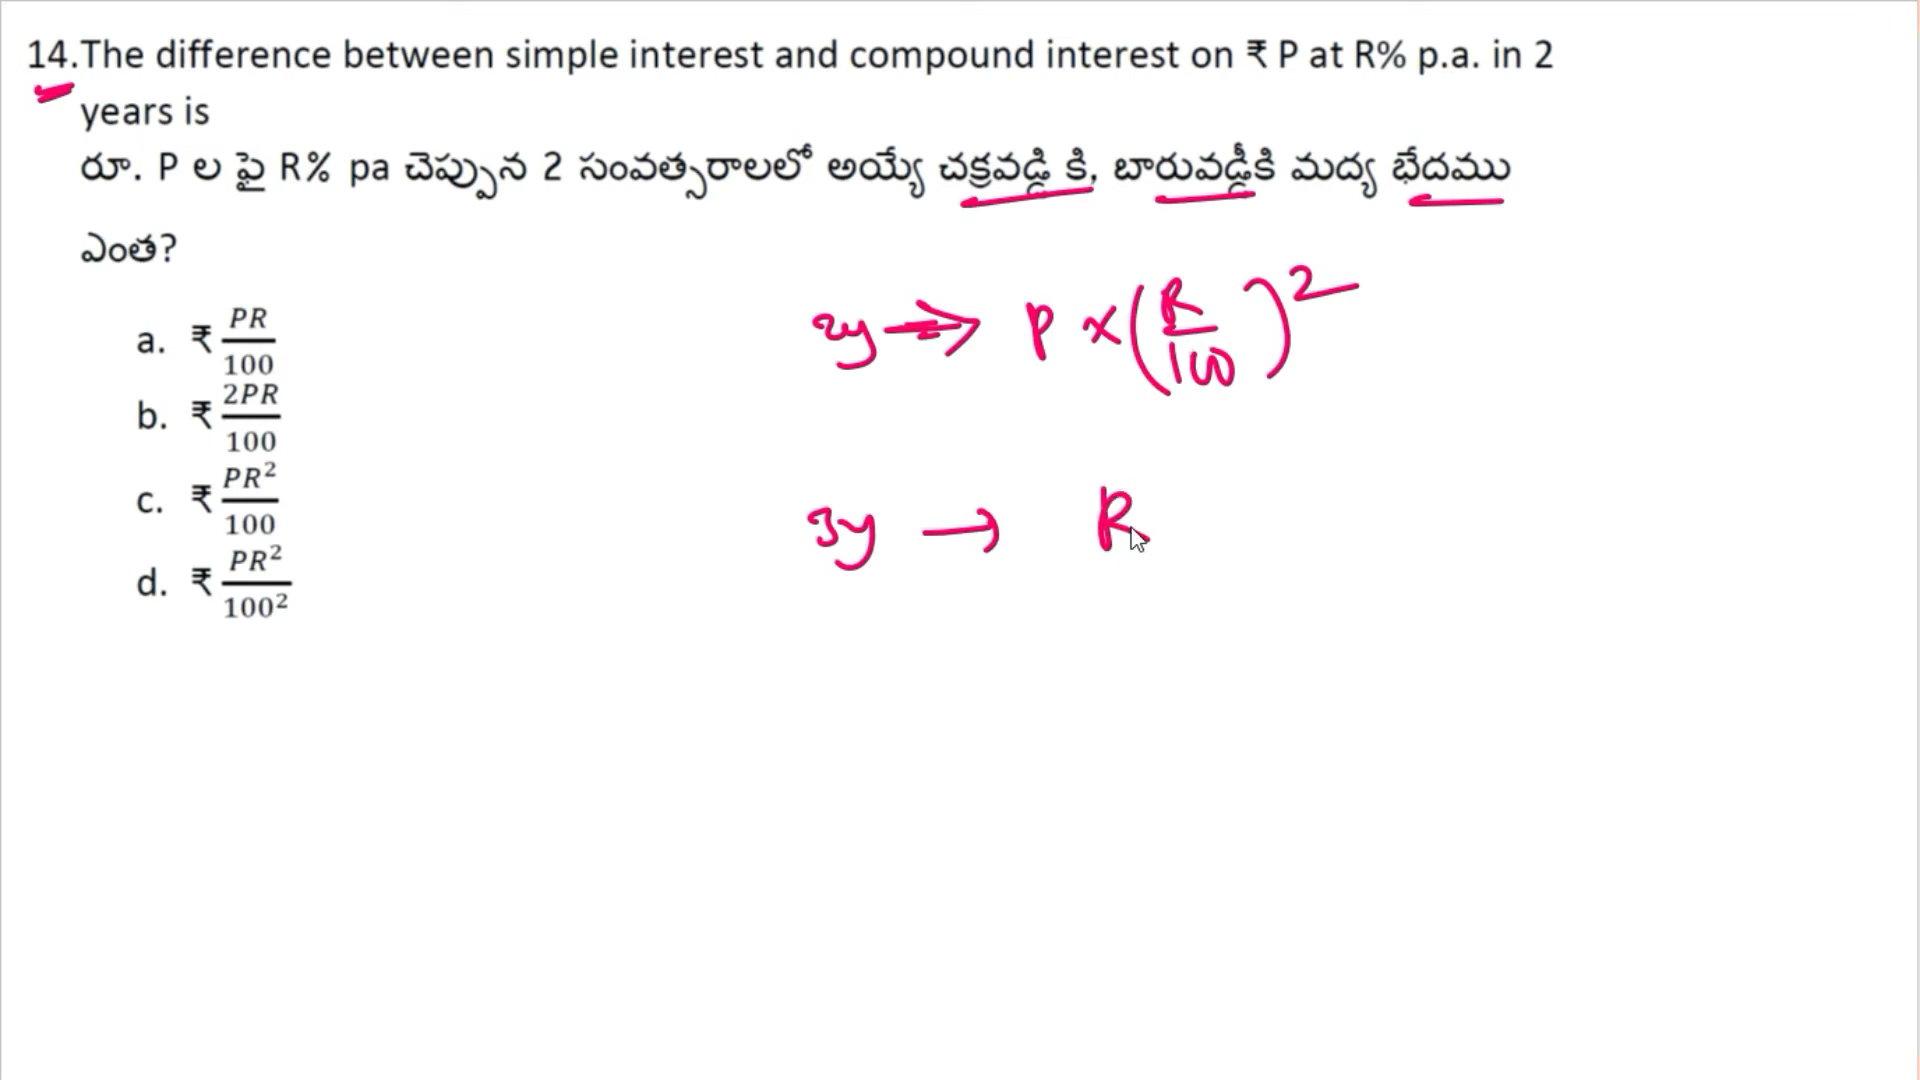 14.The difference between simple interest and compound interest on ₹ P at R% p.a. in 2
years is
రూ. P ల పై R% pa చెప్పున 2 సంవత్సరాలలో అయ్యే చక్రవడ్డి కి, బారువడ్డీకి మద్య భేదము
ఎంత?
a. ₹ PR/100
b. ₹ 2PR/100
c. ₹ PR²/100
d. ₹ PR²/100²
2y → P × (R/100)²
3y → R